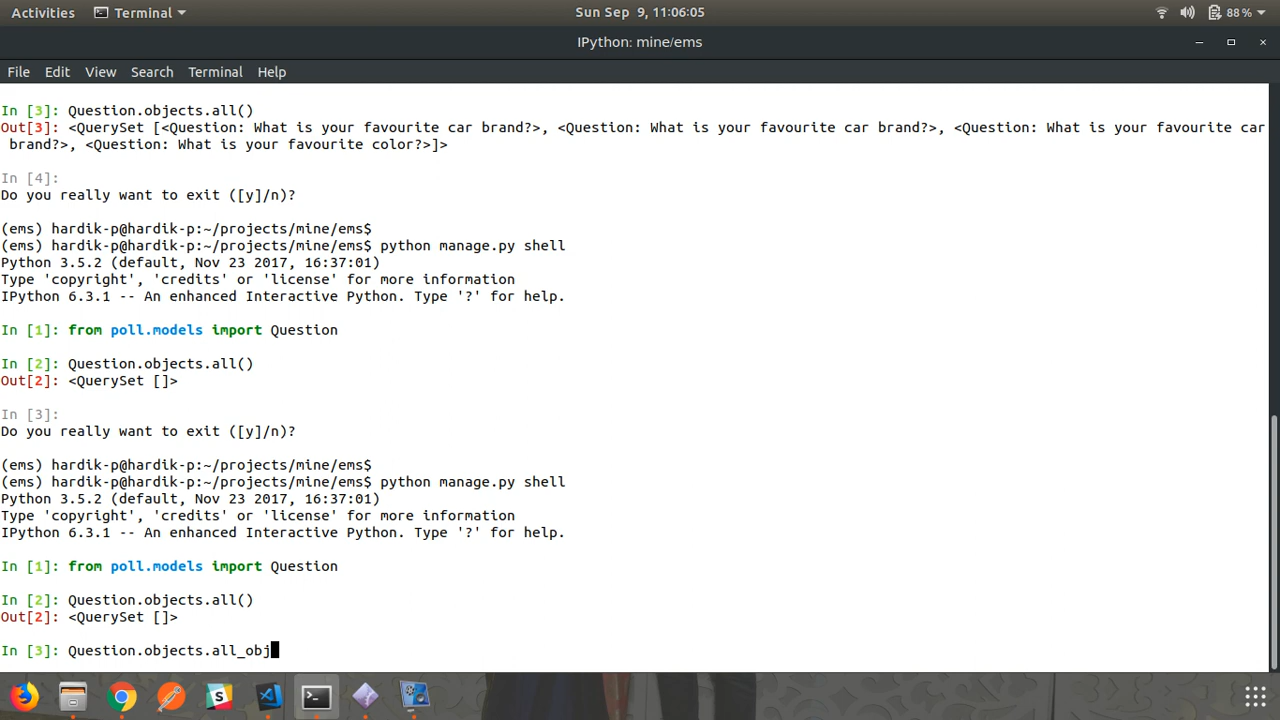 Activities Terminal Sun Sep 9, 11:06:05 88 %
IPython: mine/ems
File Edit View Search Terminal Help
In [3]: Question.objects.all()
Out[3]: <QuerySet [<Question: What is your favourite car brand?>, <Question: What is your favourite car brand?>, <Question: What is your favourite car
 brand?>, <Question: What is your favourite color?>]>
In [4]:
Do you really want to exit ([y]/n)?
(ems) hardik-p@hardik-p:~/projects/mine/ems$
(ems) hardik-p@hardik-p:~/projects/mine/ems$ python manage.py shell
Python 3.5.2 (default, Nov 23 2017, 16:37:01)
Type 'copyright', 'credits' or 'license' for more information
IPython 6.3.1 -- An enhanced Interactive Python. Type '?' for help.
In [1]: from poll.models import Question
In [2]: Question.objects.all()
Out[2]: <QuerySet []>
In [3]:
Do you really want to exit ([y]/n)?
(ems) hardik-p@hardik-p:~/projects/mine/ems$
(ems) hardik-p@hardik-p:~/projects/mine/ems$ python manage.py shell
Python 3.5.2 (default, Nov 23 2017, 16:37:01)
Type 'copyright', 'credits' or 'license' for more information
IPython 6.3.1 -- An enhanced Interactive Python. Type '?' for help.
In [1]: from poll.models import Question
In [2]: Question.objects.all()
Out[2]: <QuerySet []>
In [3]: Question.objects.all_obj